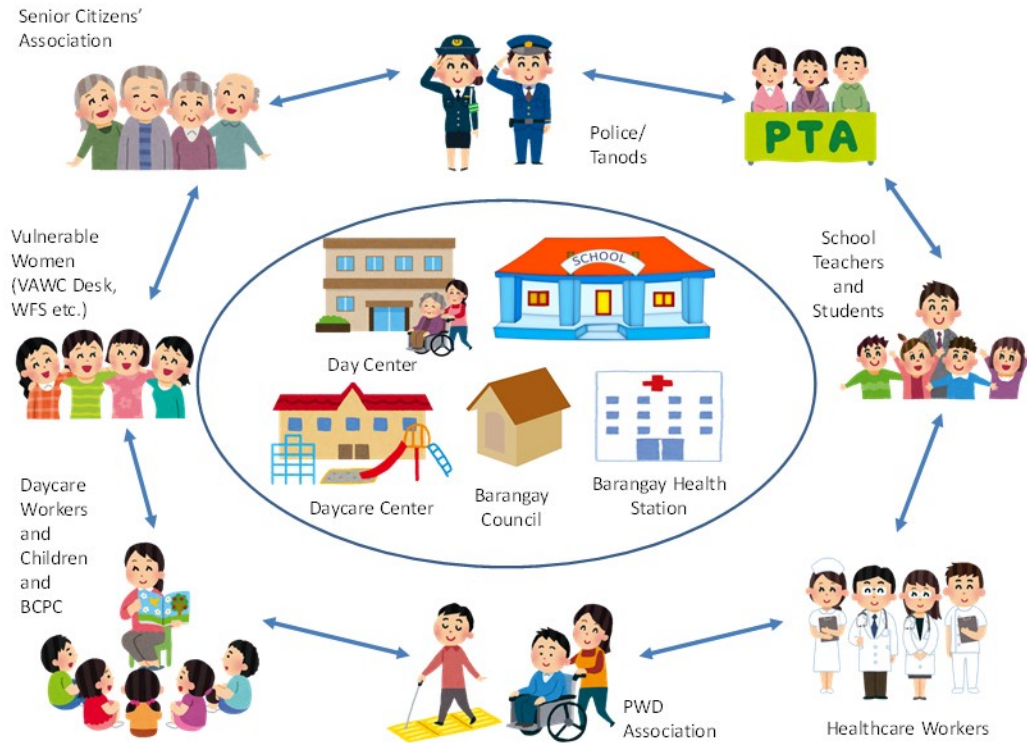 Senior Citizens’
Association
Police/
Tanods
PTA
Vulnerable
Women
(VAWC Desk,
WFS etc.)
SCHOOL
School
Teachers
and
Students
Day Center
Daycare Center
Barangay
Council
Barangay Health
Station
Daycare
Workers
and
Children
and
BCPC
PWD
Association
Healthcare Workers